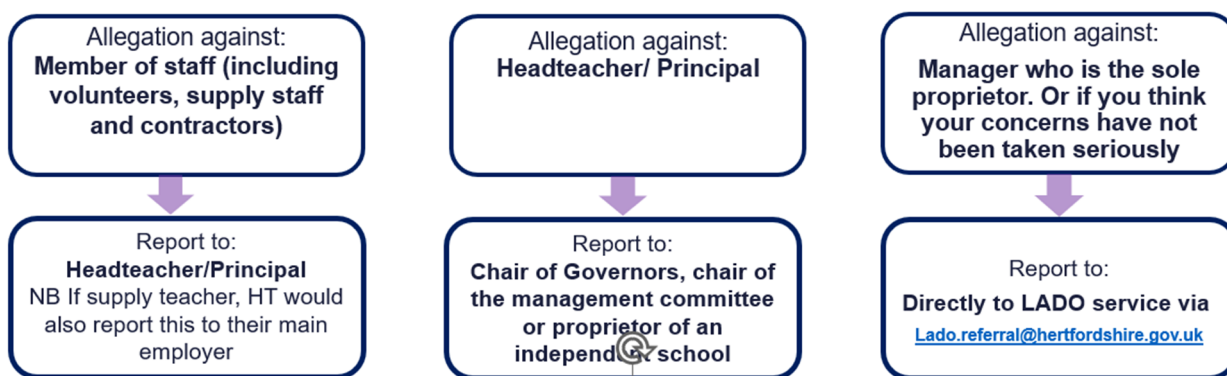 Allegation against:
Member of staff (including
volunteers, supply staff
and contractors)
Report to:
Headteacher/Principal
NB If supply teacher, HT would
also report this to their main
employer
Allegation against:
Headteacher/ Principal
Report to:
Chair of Governors, chair of
the management committee
or proprietor of an
independent school
Allegation against:
Manager who is the sole
proprietor. Or if you think
your concerns have not
been taken seriously
Report to:
Directly to LADO service via
Lado.referral@hertfordshire.gov.uk